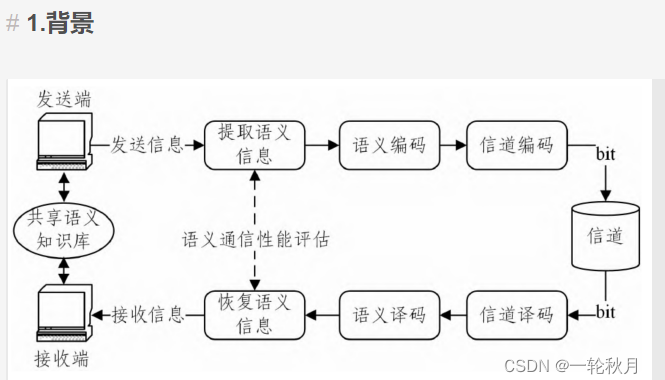 # 1.背景
发送端
发送信息
提取语义
信息
语义编码
信道编码
bit
共享语义
知识库
语义通信性能评估
信道
接收信息
恢复语义
信息
语义译码
信道译码
bit
接收端
CSDN @一轮秋月